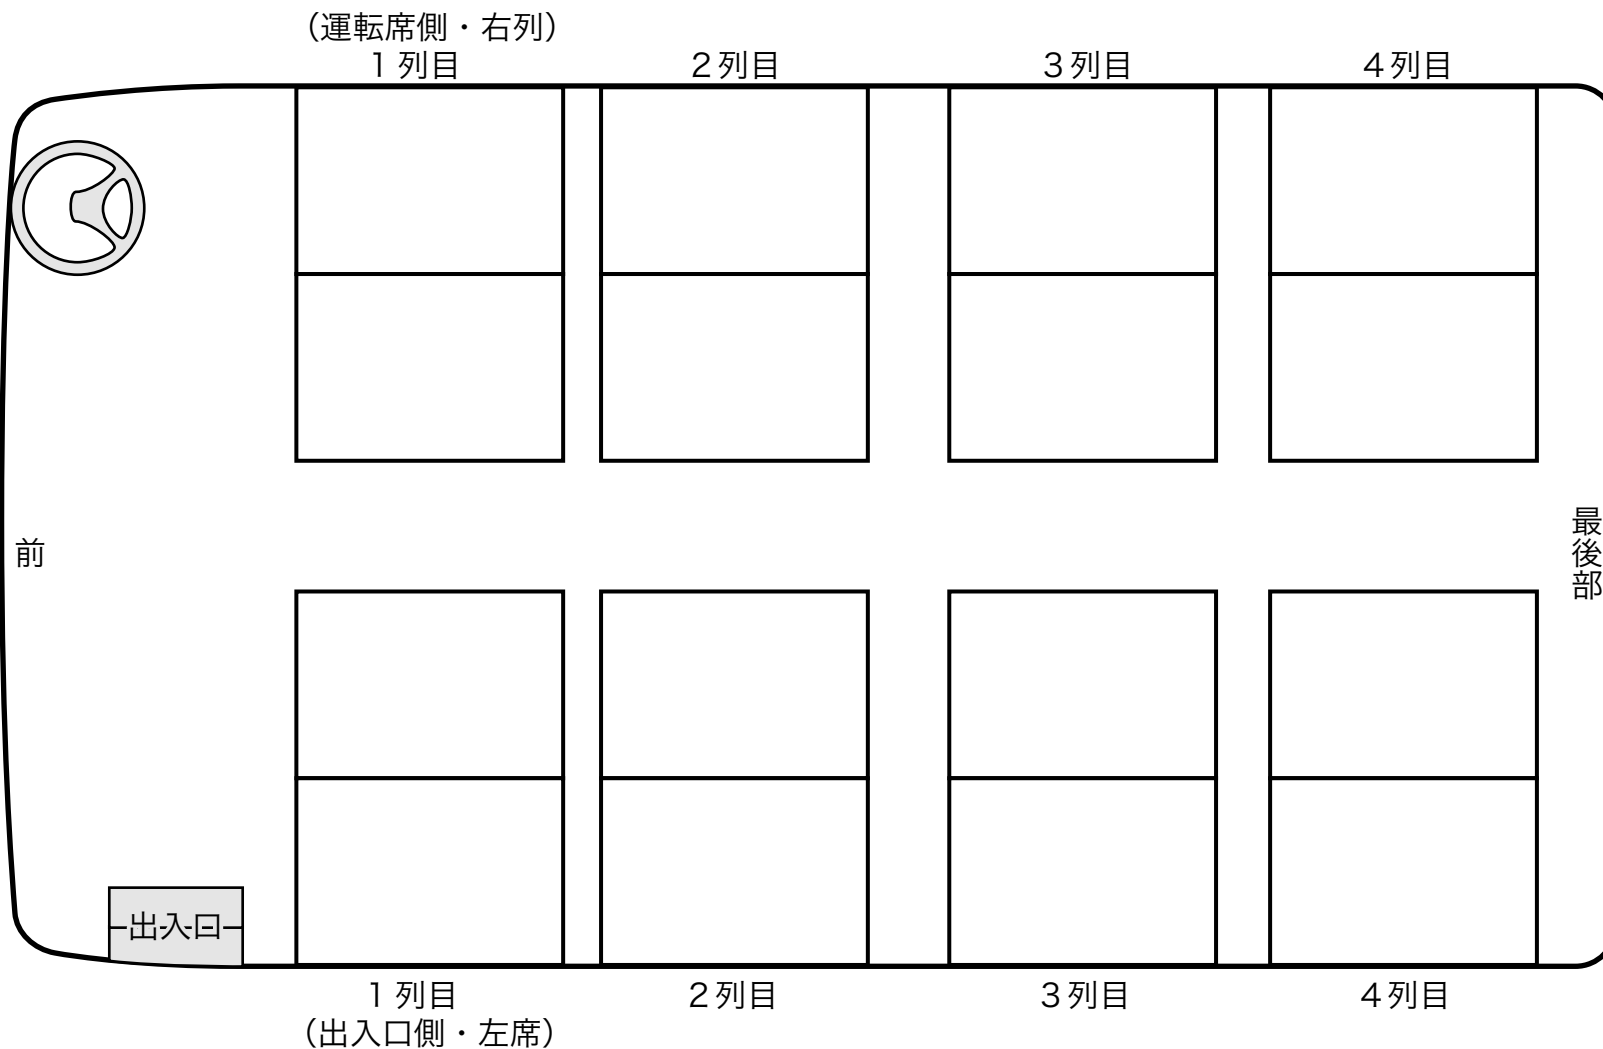 （運転席側・右列）
１列目
２列目
３列目
４列目
前
最後部
出入口
１列目
２列目
３列目
４列目
（出入口側・左席）